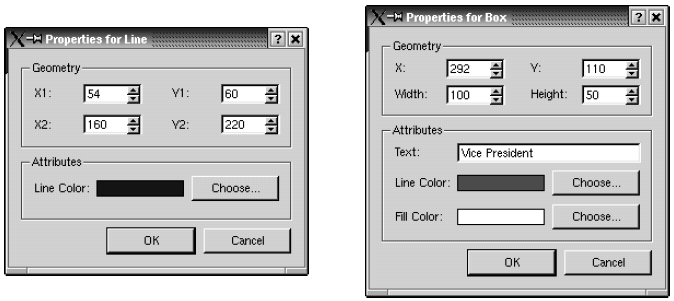 Properties for Line
?
Geometry
X1: 54 Y1: 60
X2: 160 Y2: 220
Attributes
Line Color: Choose...
OK Cancel
Properties for Box
?
Geometry
X: 292 Y: 110
Width: 100 Height: 50
Attributes
Text: Vice President
Line Color: Choose...
Fill Color: Choose...
OK Cancel